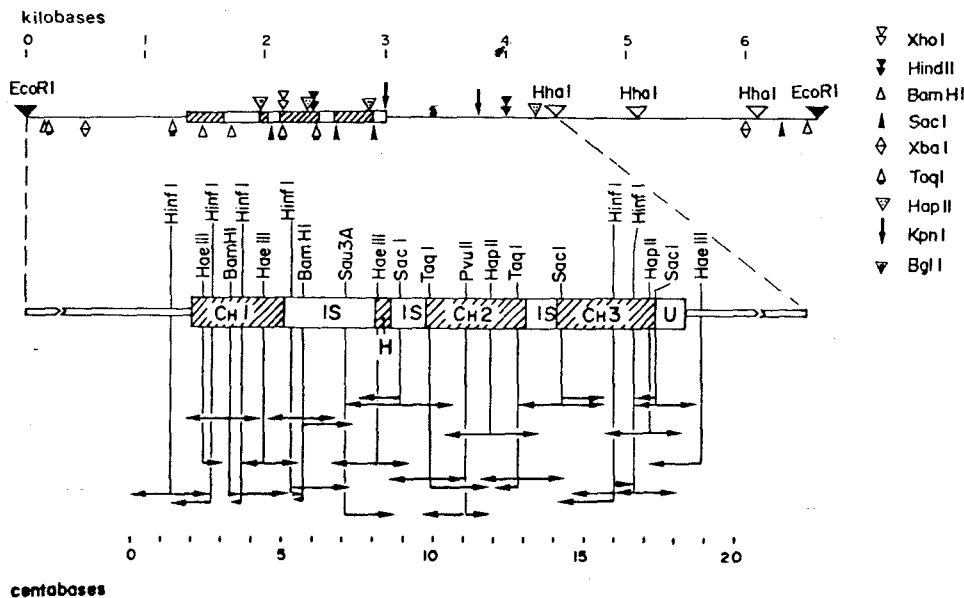 kilobases
0 1 2 3 4 5 6
EcoRI HhaI HhaI HhaI EcoRI
XhoI
HindII
BamHI
SacI
XbaI
ToqI
HapII
KpnI
BglI
HinfI HaeIII HinfI BamHI HinfI HaeIII HinfI BamHI Sau3A HaeIII SacI TaqI PvuII HapII TaqI SacI HinfI HinfI HapII SacI HaeIII
CH1 IS IS CH2 IS CH3 U
H
0 5 10 15 20
centabases